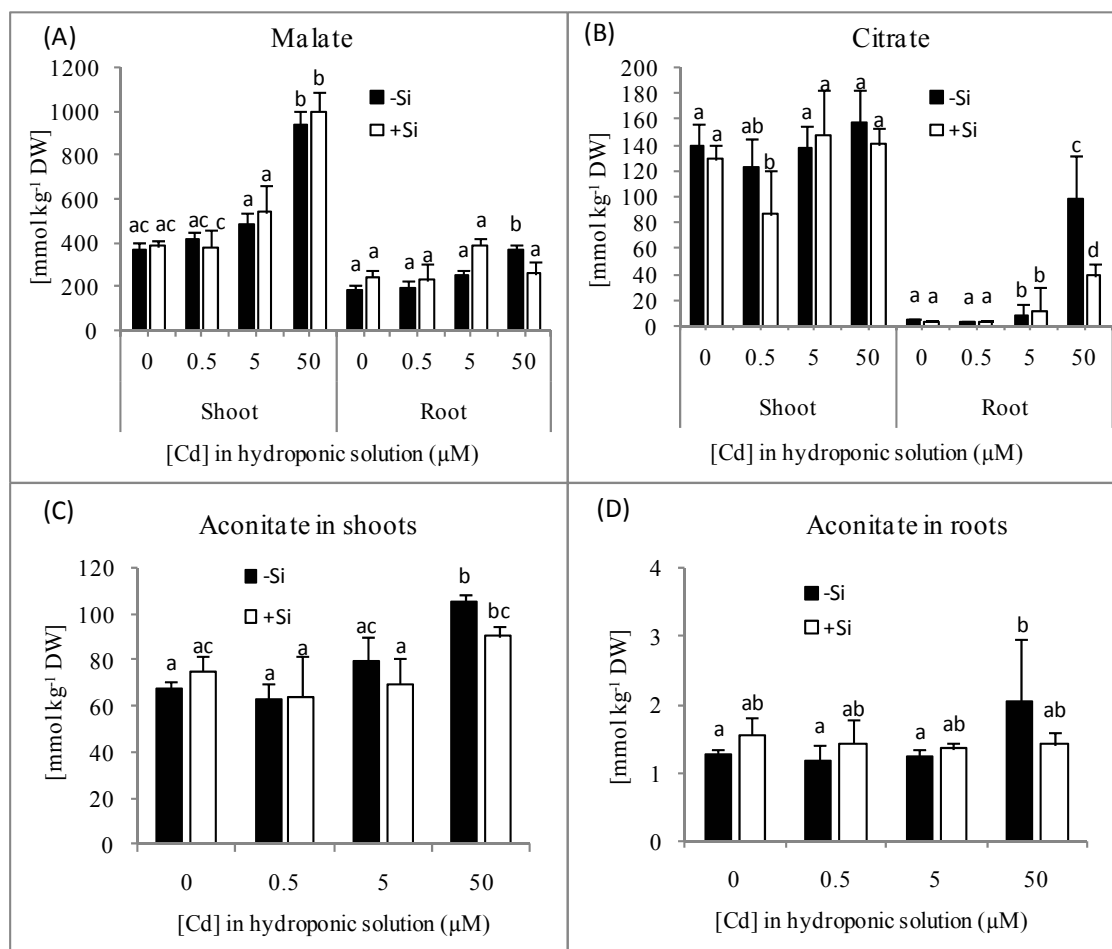 (A)
Malate
[mmol kg⁻¹ DW]
1200
1000
800
600
400
200
0
-Si
+Si
ac ac
ac c
a a
b b
a a
a a
a a
b a
0 0.5 5 50 0 0.5 5 50
Shoot Root
[Cd] in hydroponic solution (μM)
(B)
Citrate
[mmol kg⁻¹ DW]
200
180
160
140
120
100
80
60
40
20
0
-Si
+Si
a a
ab b
a a
a a
a a
a a
b b
c d
0 0.5 5 50 0 0.5 5 50
Shoot Root
[Cd] in hydroponic solution (μM)
(C)
Aconitate in shoots
[mmol kg⁻¹ DW]
120
100
80
60
40
20
0
-Si
+Si
a ac
a a
ac a
b bc
0 0.5 5 50
[Cd] in hydroponic solution (μM)
(D)
Aconitate in roots
[mmol kg⁻¹ DW]
4
3
2
1
0
-Si
+Si
a ab
a ab
a ab
b ab
0 0.5 5 50
[Cd] in hydroponic solution (μM)